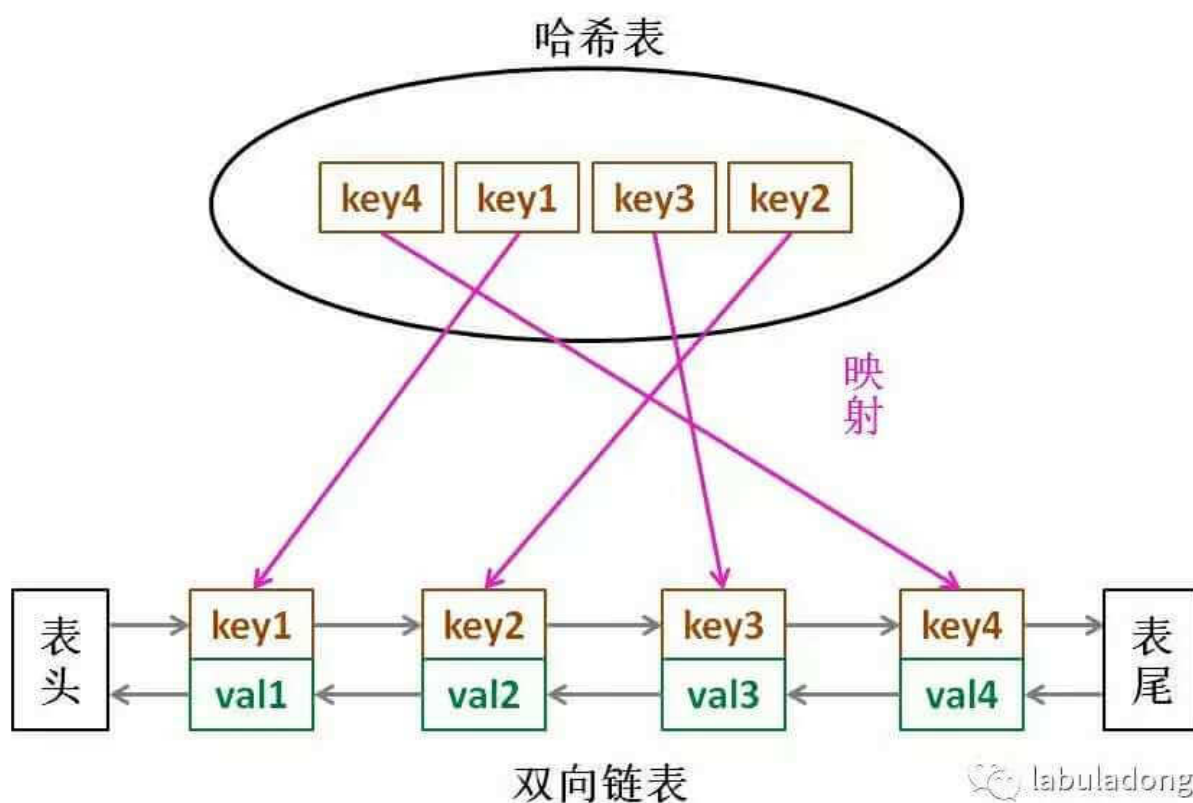 哈希表
key4 key1 key3 key2
映
射
表
头
key1 key2 key3 key4
val1 val2 val3 val4
表
尾
双向链表
labuladong